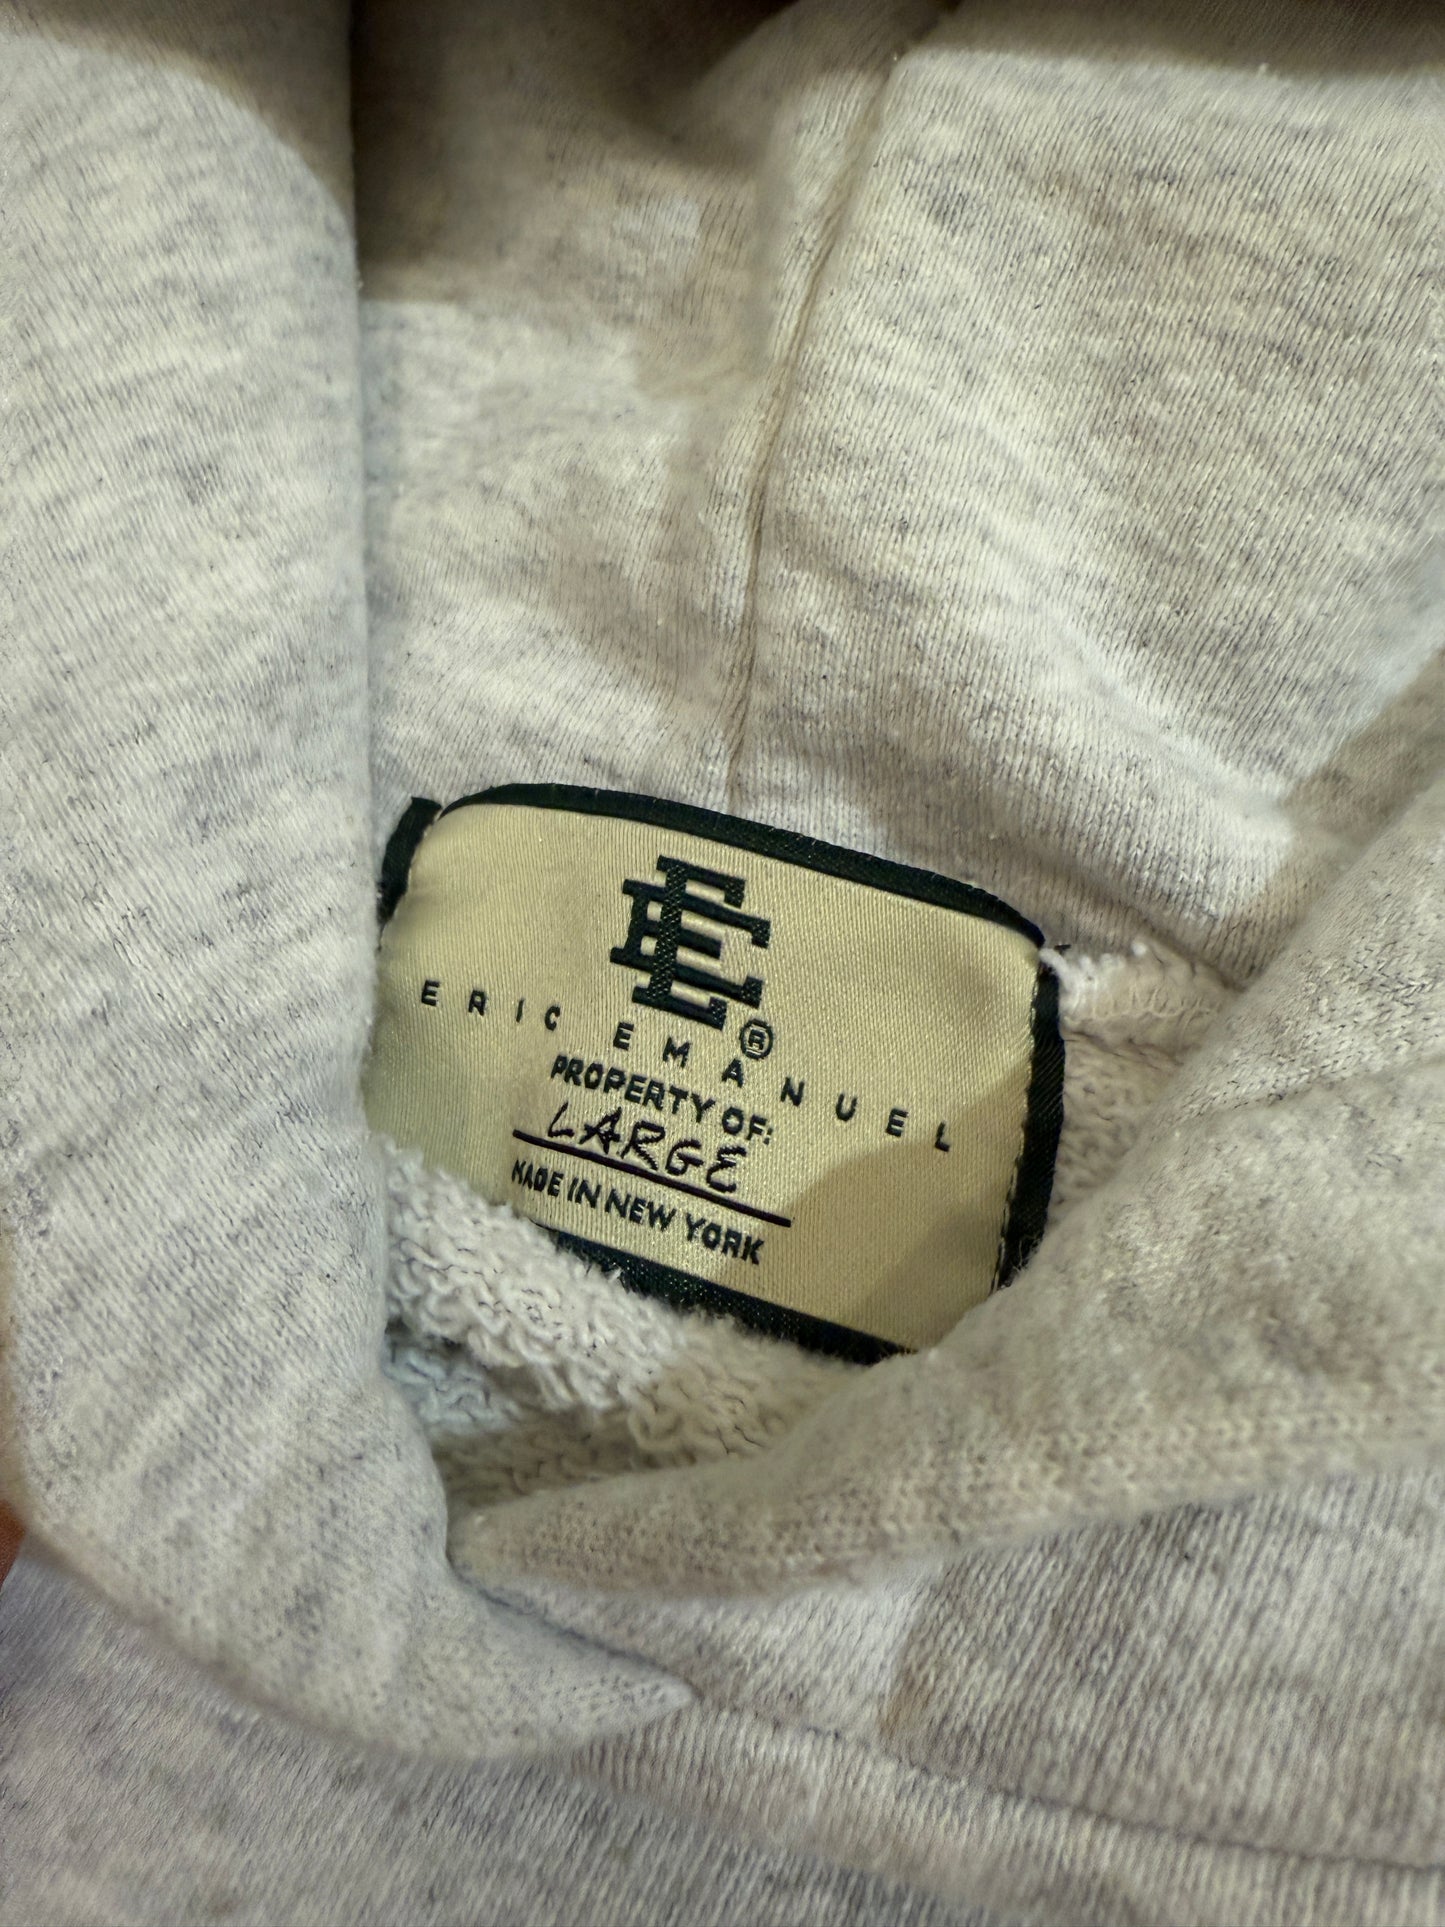 EE®
ERIC EMANUEL
PROPERTY OF:
LARGE
MADE IN NEW YORK